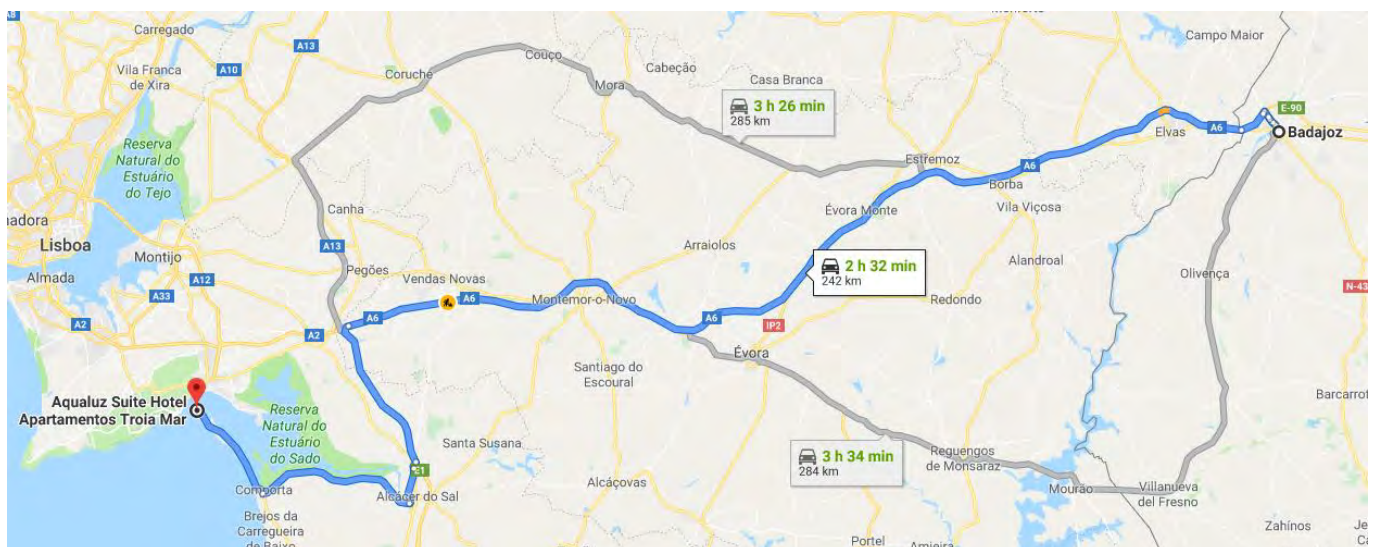 Carregado
A13
Couço
Campo Maior
Vila Franca
de Xira
A10
Coruche
Cabeção
Mora
Casa Branca
3 h 26 min
285 km
E-90
Badajoz
A6
Elvas
Reserva
Natural do
Estuário
do Tejo
Estremoz
A6
Borba
Canha
Évora Monte
Vila Viçosa
Lisboa
A13
Arraiolos
Montijo
Pegões
Alandroal
Almada
A12
Vendas Novas
2 h 32 min
242 km
Olivença
A33
A6
Montemor-o-Novo
Redondo
N-43
A2
A2
A6
A6
IP2
Évora
Santiago do
Escoural
Aqualuz Suite Hotel
Apartamentos Troia Mar
Reserva
Natural do
Estuário
do Sado
Santa Susana
3 h 34 min
284 km
Reguengos
de Monsaraz
E1
Alcáçovas
Comporta
Alcácer do Sal
Mourão
Villanueva
del Fresno
Brejos da
Carregueira
de Baixo
Portel
Zahínos